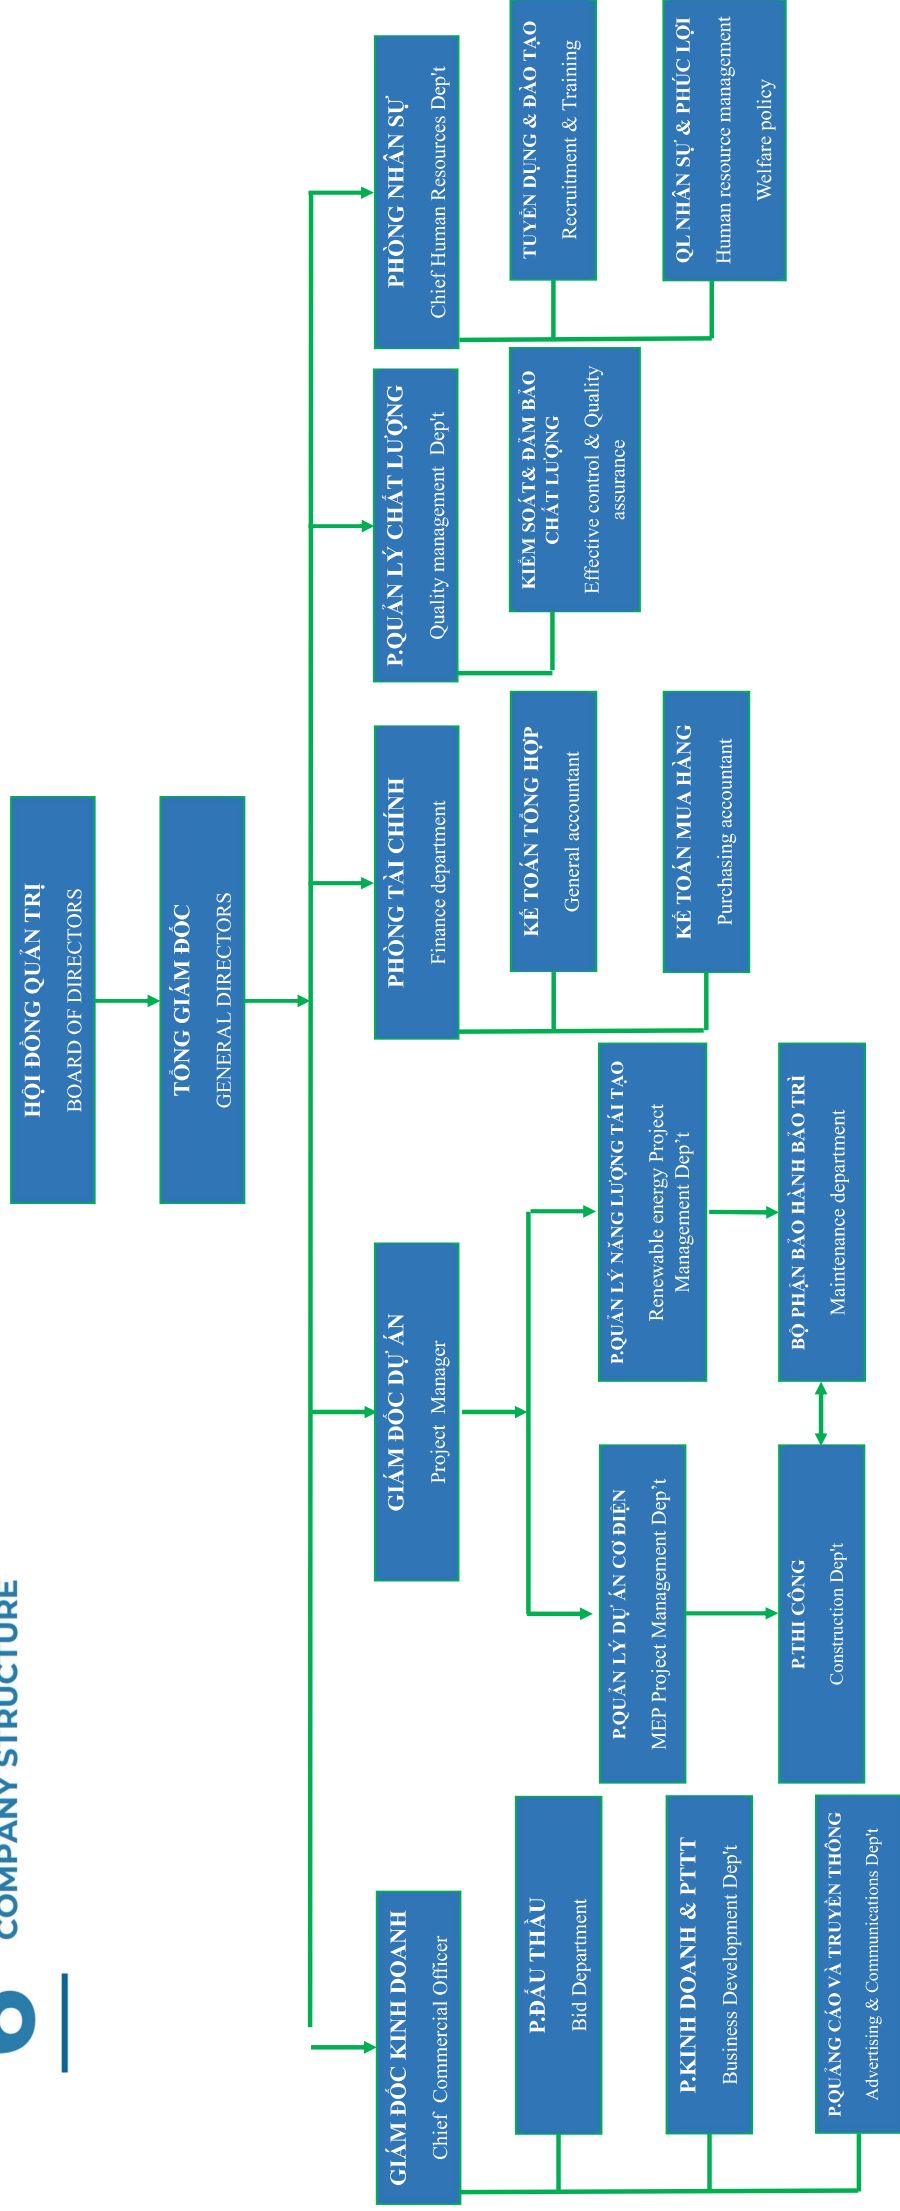 COMPANY STRUCTURE
HỘI ĐỒNG QUẢN TRỊ
BOARD OF DIRECTORS
TỔNG GIÁM ĐỐC
GENERAL DIRECTORS
GIÁM ĐỐC KINH DOANH
Chief Commercial Officer
GIÁM ĐỐC DỰ ÁN
Project Manager
PHÒNG TÀI CHÍNH
Finance department
P.QUẢN LÝ CHẤT LƯỢNG
Quality management Dep't
PHÒNG NHÂN SỰ
Chief Human Resources Dep't
P.ĐẤU THẦU
Bid Department
P.KINH DOANH & PTTT
Business Development Dep't
P.QUẢNG CÁO VÀ TRUYỀN THÔNG
Advertising & Communications Dep't
P.QUẢN LÝ DỰ ÁN CƠ ĐIỆN
MEP Project Management Dep’t
P.THI CÔNG
Construction Dep't
P.QUẢN LÝ NĂNG LƯỢNG TÁI TẠO
Renewable energy Project
Management Dep’t
BỘ PHẬN BẢO HÀNH BẢO TRÌ
Maintenance department
KẾ TOÁN TỔNG HỢP
General accountant
KẾ TOÁN MUA HÀNG
Purchasing accountant
KIỂM SOÁT& ĐẢM BẢO
CHẤT LƯỢNG
Effective control & Quality
assurance
TUYỂN DỤNG & ĐÀO TẠO
Recruitment & Training
QL NHÂN SỰ & PHÚC LỢI
Human resource management
Welfare policy